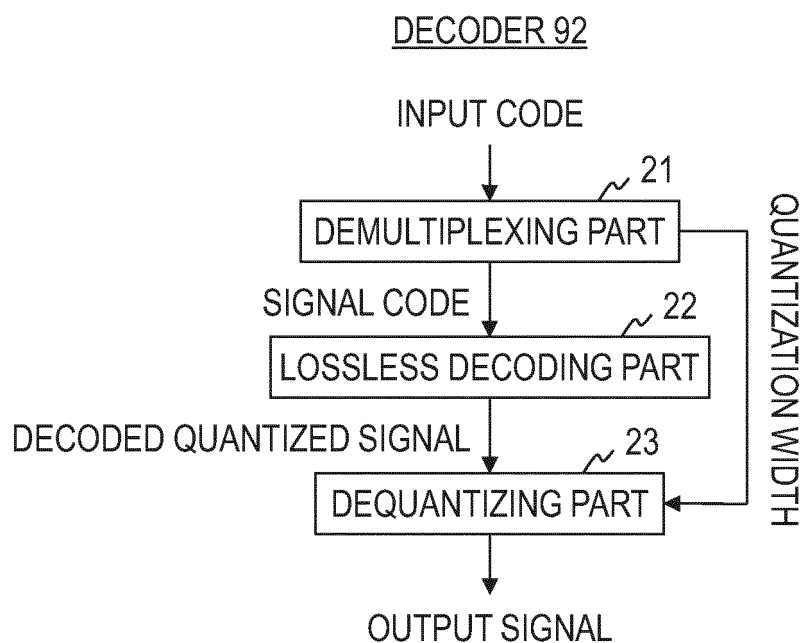 DECODER 92
INPUT CODE
21
DEMULTIPLEXING PART
QUANTIZATION WIDTH
SIGNAL CODE
22
LOSSLESS DECODING PART
DECODED QUANTIZED SIGNAL
23
DEQUANTIZING PART
OUTPUT SIGNAL